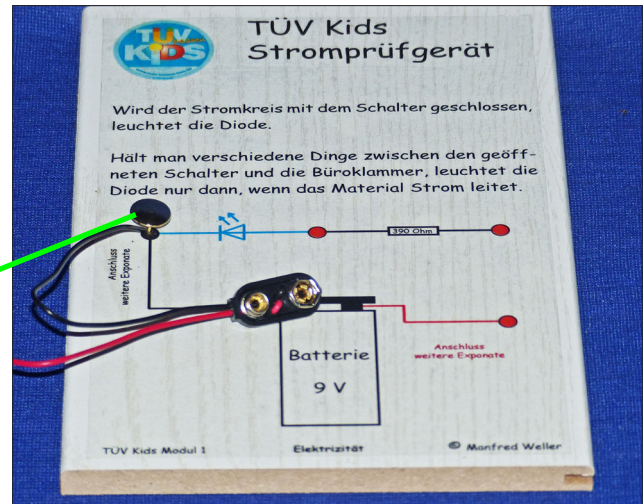 TÜV
KiDS
TÜV Kids
Stromprüfgerät
Wird der Stromkreis mit dem Schalter geschlossen,
leuchtet die Diode.
Hält man verschiedene Dinge zwischen den geöff-
neten Schalter und die Büroklammer, leuchtet die
Diode nur dann, wenn das Material Strom leitet.
390 Ohm
Anschluss
weitere Exponate
Anschluss
weitere Exponate
Batterie
9 V
TÜV Kids Modul 1
Elektrizität
© Manfred Weller